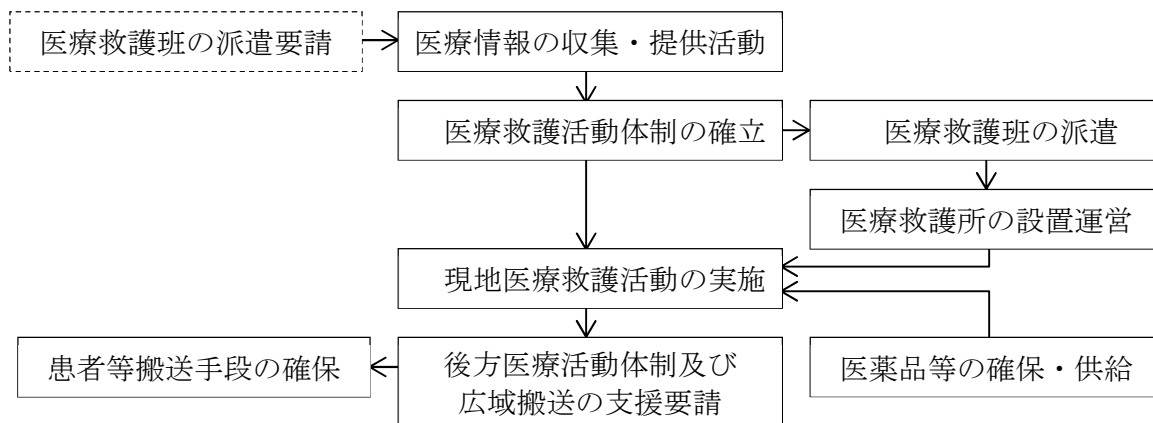 医療救護班の派遣要請
医療情報の収集・提供活動
医療救護活動体制の確立
医療救護班の派遣
医療救護所の設置運営
現地医療救護活動の実施
患者等搬送手段の確保
後方医療活動体制及び
広域搬送の支援要請
医薬品等の確保・供給